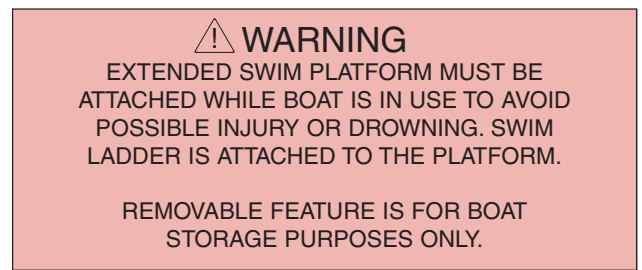 ⚠ WARNING
EXTENDED SWIM PLATFORM MUST BE
ATTACHED WHILE BOAT IS IN USE TO AVOID
POSSIBLE INJURY OR DROWNING. SWIM
LADDER IS ATTACHED TO THE PLATFORM.

REMOVABLE FEATURE IS FOR BOAT
STORAGE PURPOSES ONLY.